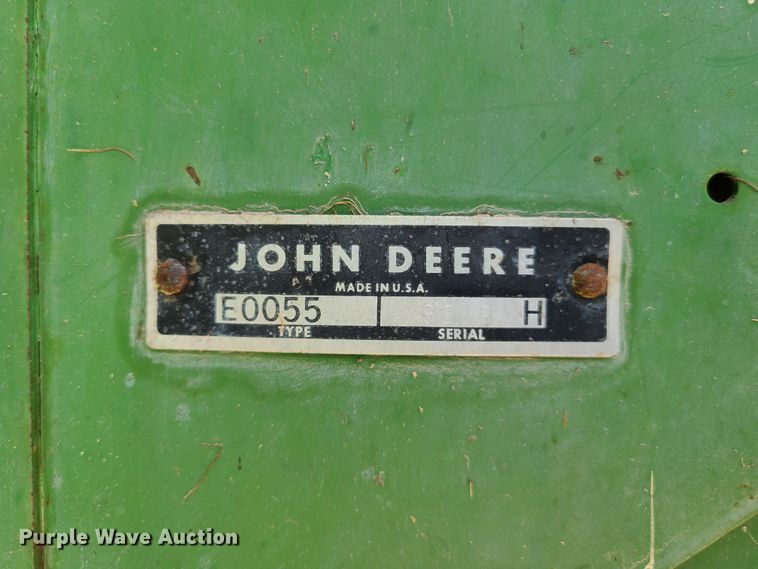 JOHN DEERE
MADE IN U.S.A.
E0055 H
TYPE SERIAL
Purple Wave Auction